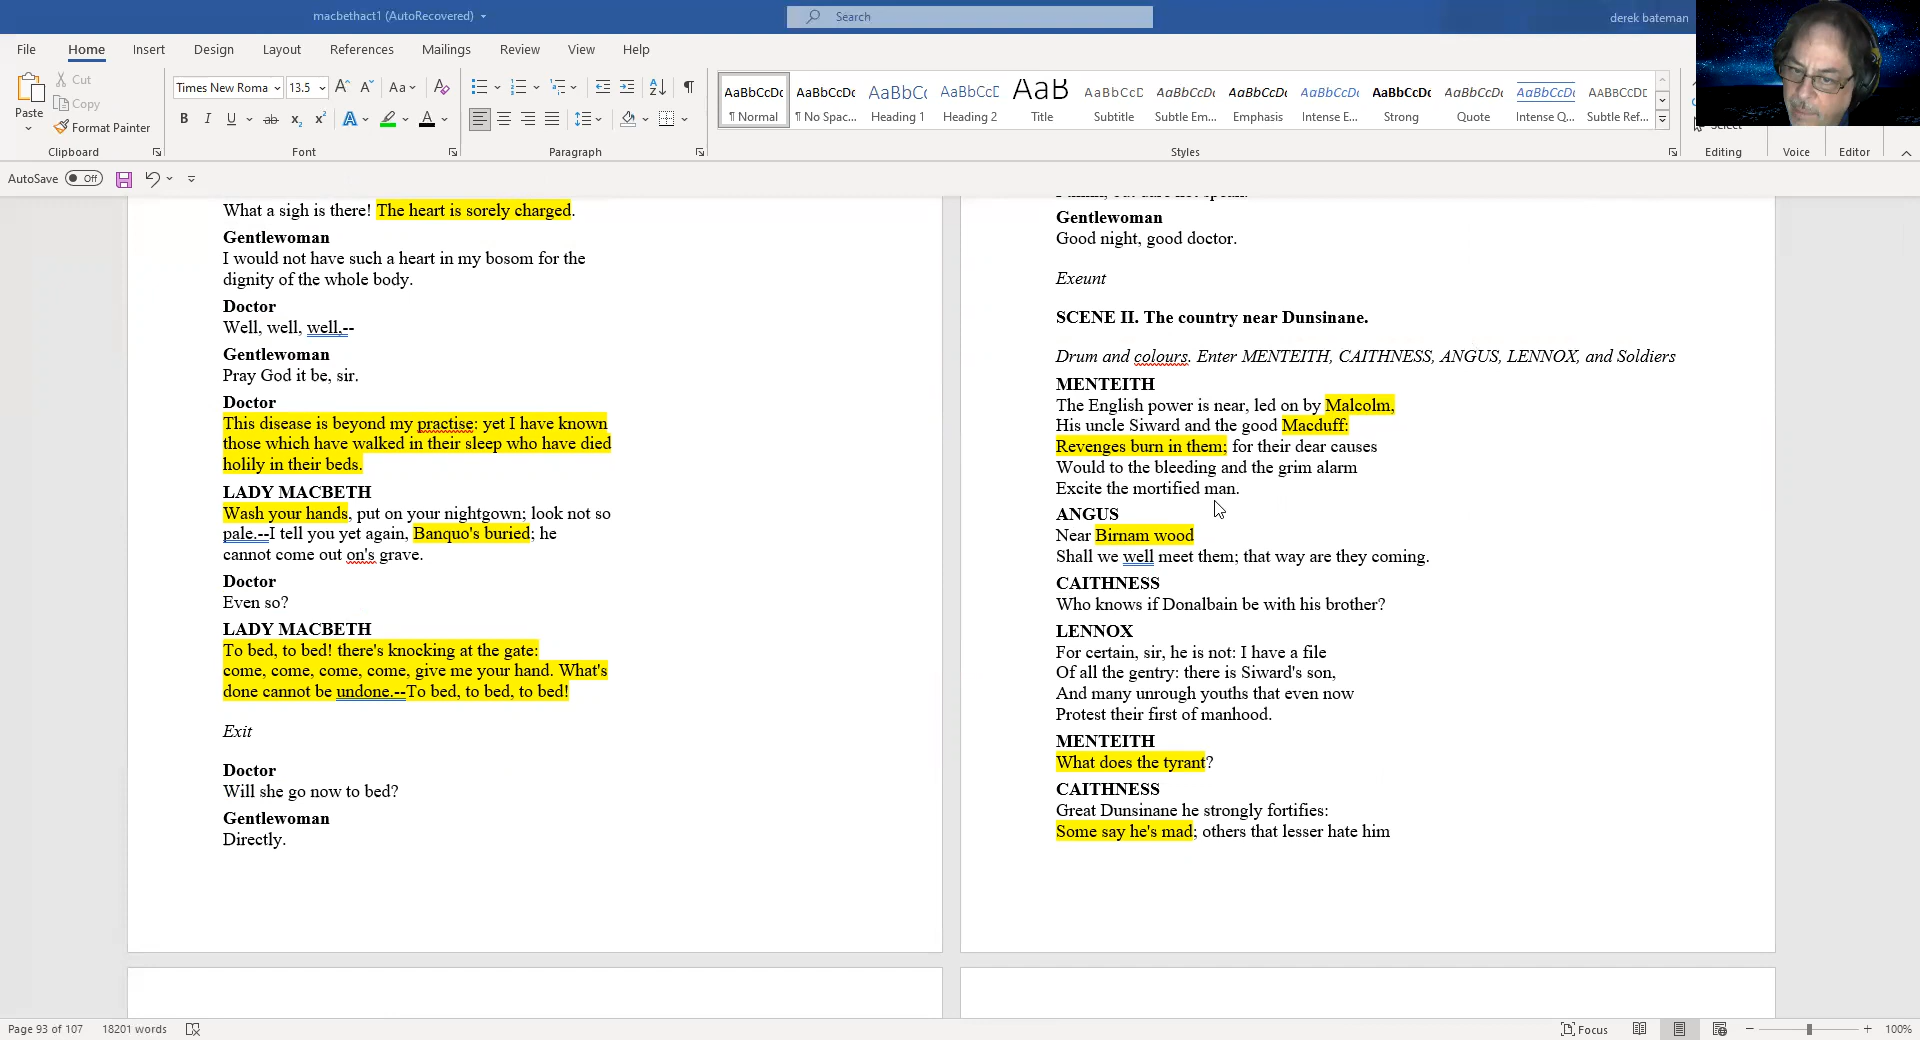 macbethact1 (AutoRecovered)
Search
derek bateman
File Home Insert Design Layout References Mailings Review View Help
Paste
Cut
Copy
Format Painter
Clipboard
Times New Roma 13.5
Font
Paragraph
AaBbCcDc AaBbCcDc AaBbCc AaBbCcD AaB AaBbCcD AaBbCcDc AaBbCcDc AaBbCcDc AaBbCcDc AaBbCcDc AaBbCcDc AaBbCcDc
¶ Normal ¶ No Spac... Heading 1 Heading 2 Title Subtitle Subtle Em... Emphasis Intense E... Strong Quote Intense Q... Subtle Ref...
Styles
Select
Editing
Voice
Editor
AutoSave Off
What a sigh is there! The heart is sorely charged.
Gentlewoman
I would not have such a heart in my bosom for the
dignity of the whole body.
Doctor
Well, well, well,--
Gentlewoman
Pray God it be, sir.
Doctor
This disease is beyond my practise: yet I have known
those which have walked in their sleep who have died
holily in their beds.
LADY MACBETH
Wash your hands, put on your nightgown; look not so
pale.--I tell you yet again, Banquo's buried; he
cannot come out on's grave.
Doctor
Even so?
LADY MACBETH
To bed, to bed! there's knocking at the gate:
come, come, come, come, give me your hand. What's
done cannot be undone.--To bed, to bed, to bed!
Exit
Doctor
Will she go now to bed?
Gentlewoman
Directly.
Gentlewoman
Good night, good doctor.
Exeunt
SCENE II. The country near Dunsinane.
Drum and colours. Enter MENTEITH, CAITHNESS, ANGUS, LENNOX, and Soldiers
MENTEITH
The English power is near, led on by Malcolm,
His uncle Siward and the good Macduff:
Revenges burn in them; for their dear causes
Would to the bleeding and the grim alarm
Excite the mortified man.
ANGUS
Near Birnam wood
Shall we well meet them; that way are they coming.
CAITHNESS
Who knows if Donalbain be with his brother?
LENNOX
For certain, sir, he is not: I have a file
Of all the gentry: there is Siward's son,
And many unrough youths that even now
Protest their first of manhood.
MENTEITH
What does the tyrant?
CAITHNESS
Great Dunsinane he strongly fortifies:
Some say he's mad; others that lesser hate him
Page 93 of 107 18201 words
Focus
100%